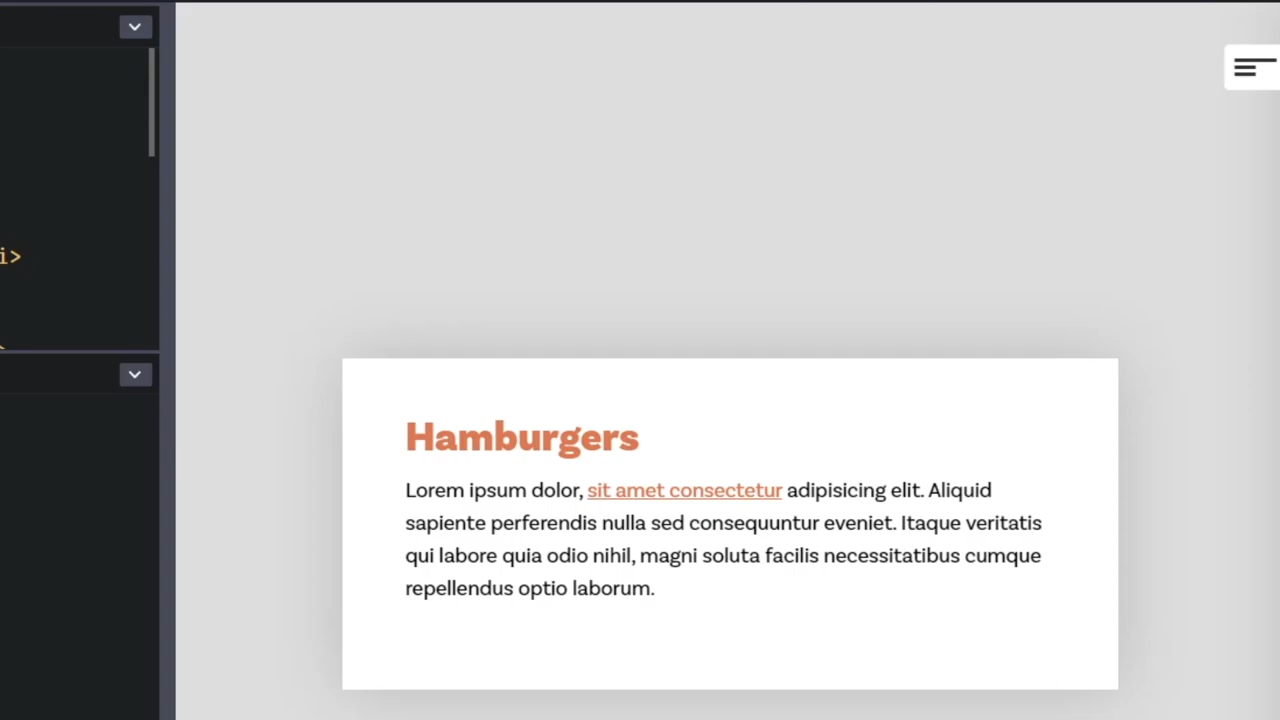 i>
Hamburgers
Lorem ipsum dolor, sit amet consectetur adipisicing elit. Aliquid
sapiente perferendis nulla sed consequuntur eveniet. Itaque veritatis
qui labore quia odio nihil, magni soluta facilis necessitatibus cumque
repellendus optio laborum.